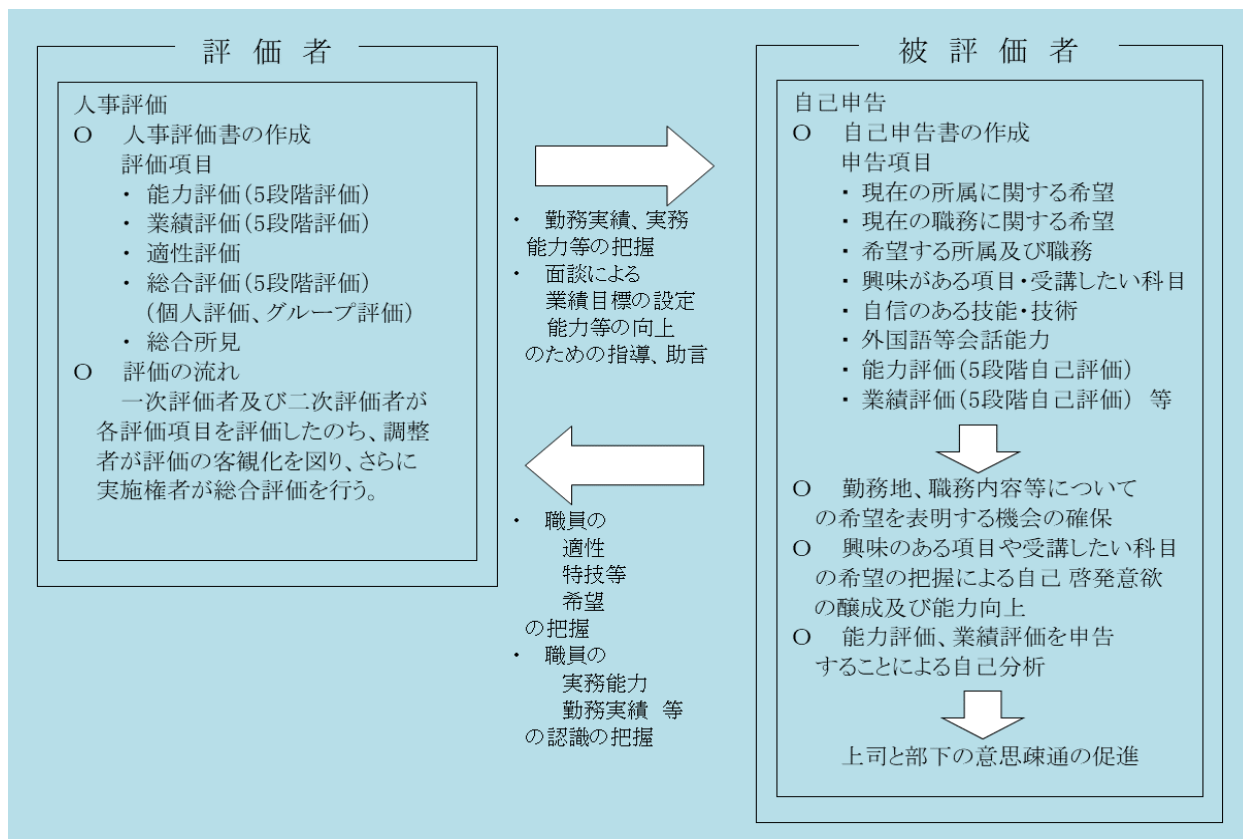 評 価 者
人事評価
○ 人事評価書の作成
評価項目
・ 能力評価(5段階評価)
・ 業績評価(5段階評価)
・ 適性評価
・ 総合評価(5段階評価)
(個人評価、グループ評価)
・ 総合所見
○ 評価の流れ
一次評価者及び二次評価者が
各評価項目を評価したのち、調整
者が評価の客観化を図り、さらに
実施権者が総合評価を行う。
・ 勤務実績、実務
能力等の把握
・ 面談による
業績目標の設定
能力等の向上
のための指導、助言
・ 職員の
適性
特技等
希望
の把握
・ 職員の
実務能力
勤務実績 等
の認識の把握
被 評 価 者
自己申告
○ 自己申告書の作成
申告項目
・ 現在の所属に関する希望
・ 現在の職務に関する希望
・ 希望する所属及び職務
・ 興味がある項目・受講したい科目
・ 自信のある技能・技術
・ 外国語等会話能力
・ 能力評価(5段階自己評価)
・ 業績評価(5段階自己評価) 等
○ 勤務地、職務内容等について
の希望を表明する機会の確保
○ 興味のある項目や受講したい科目
の希望の把握による自己 啓発意欲
の醸成及び能力向上
○ 能力評価、業績評価を申告
することによる自己分析
上司と部下の意思疎通の促進